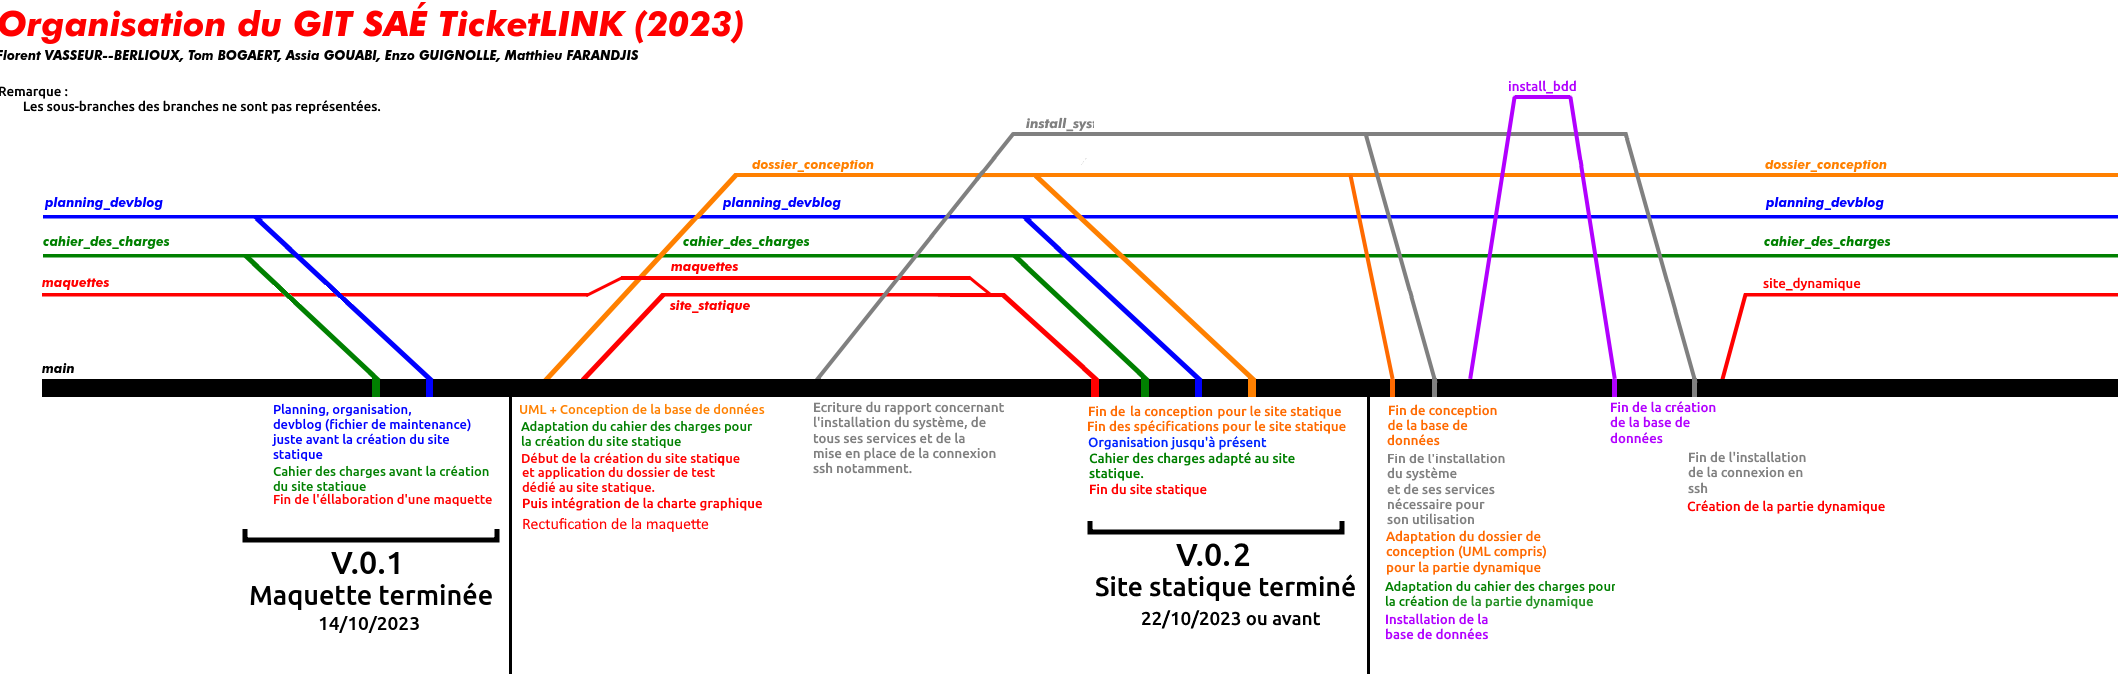 Organisation du GIT SAÉ TicketLINK (2023)
Florent VASSEUR--BERLIOUX, Tom BOGAERT, Assia GOUABI, Enzo GUIGNOLLE, Matthieu FARANDJIS
Remarque :
Les sous-branches des branches ne sont pas représentées.
install_bdd
install_sys
dossier_conception
dossier_conception
planning_devblog
planning_devblog
planning_devblog
cahier_des_charges
cahier_des_charges
cahier_des_charges
maquettes
maquettes
site_statique
site_dynamique
main
Planning, organisation,
devblog (fichier de maintenance)
juste avant la création du site
statique
Cahier des charges avant la création
du site statique
Fin de l'éllaboration d'une maquette
V.0.1
Maquette terminée
14/10/2023
UML + Conception de la base de données
Adaptation du cahier des charges pour
la création du site statique
Début de la création du site statique
et application du dossier de test
dédié au site statique.
Puis intégration de la charte graphique
Rectufication de la maquette
Ecriture du rapport concernant
l'installation du système, de
tous ses services et de la
mise en place de la connexion
ssh notamment.
Fin de la conception pour le site statique
Fin des spécifications pour le site statique
Organisation jusqu'à présent
Cahier des charges adapté au site
statique.
Fin du site statique
V.0.2
Site statique terminé
22/10/2023 ou avant
Fin de conception
de la base de
données
Fin de l'installation
du système
et de ses services
nécessaire pour
son utilisation
Adaptation du dossier de
conception (UML compris)
pour la partie dynamique
Adaptation du cahier des charges pour
la création de la partie dynamique
Installation de la
base de données
Fin de la création
de la base de
données
Fin de l'installation
de la connexion en
ssh
Création de la partie dynamique